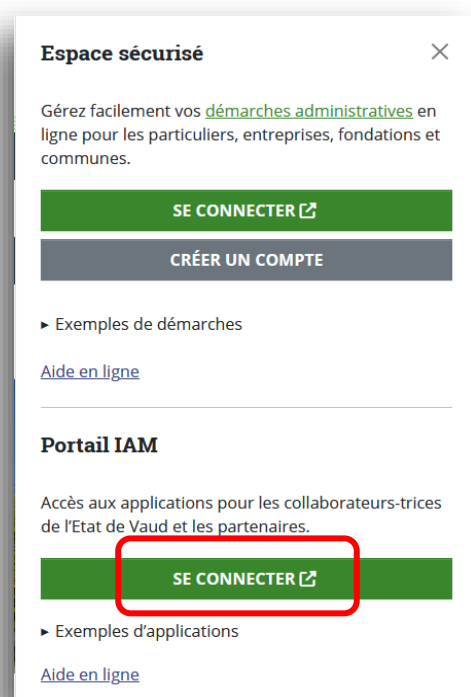 Espace sécurisé
Gérez facilement vos démarches administratives en
ligne pour les particuliers, entreprises, fondations et
communes.
SE CONNECTER
CRÉER UN COMPTE
▸ Exemples de démarches
Aide en ligne
Portail IAM
Accès aux applications pour les collaborateurs-trices
de l'Etat de Vaud et les partenaires.
SE CONNECTER
▸ Exemples d'applications
Aide en ligne